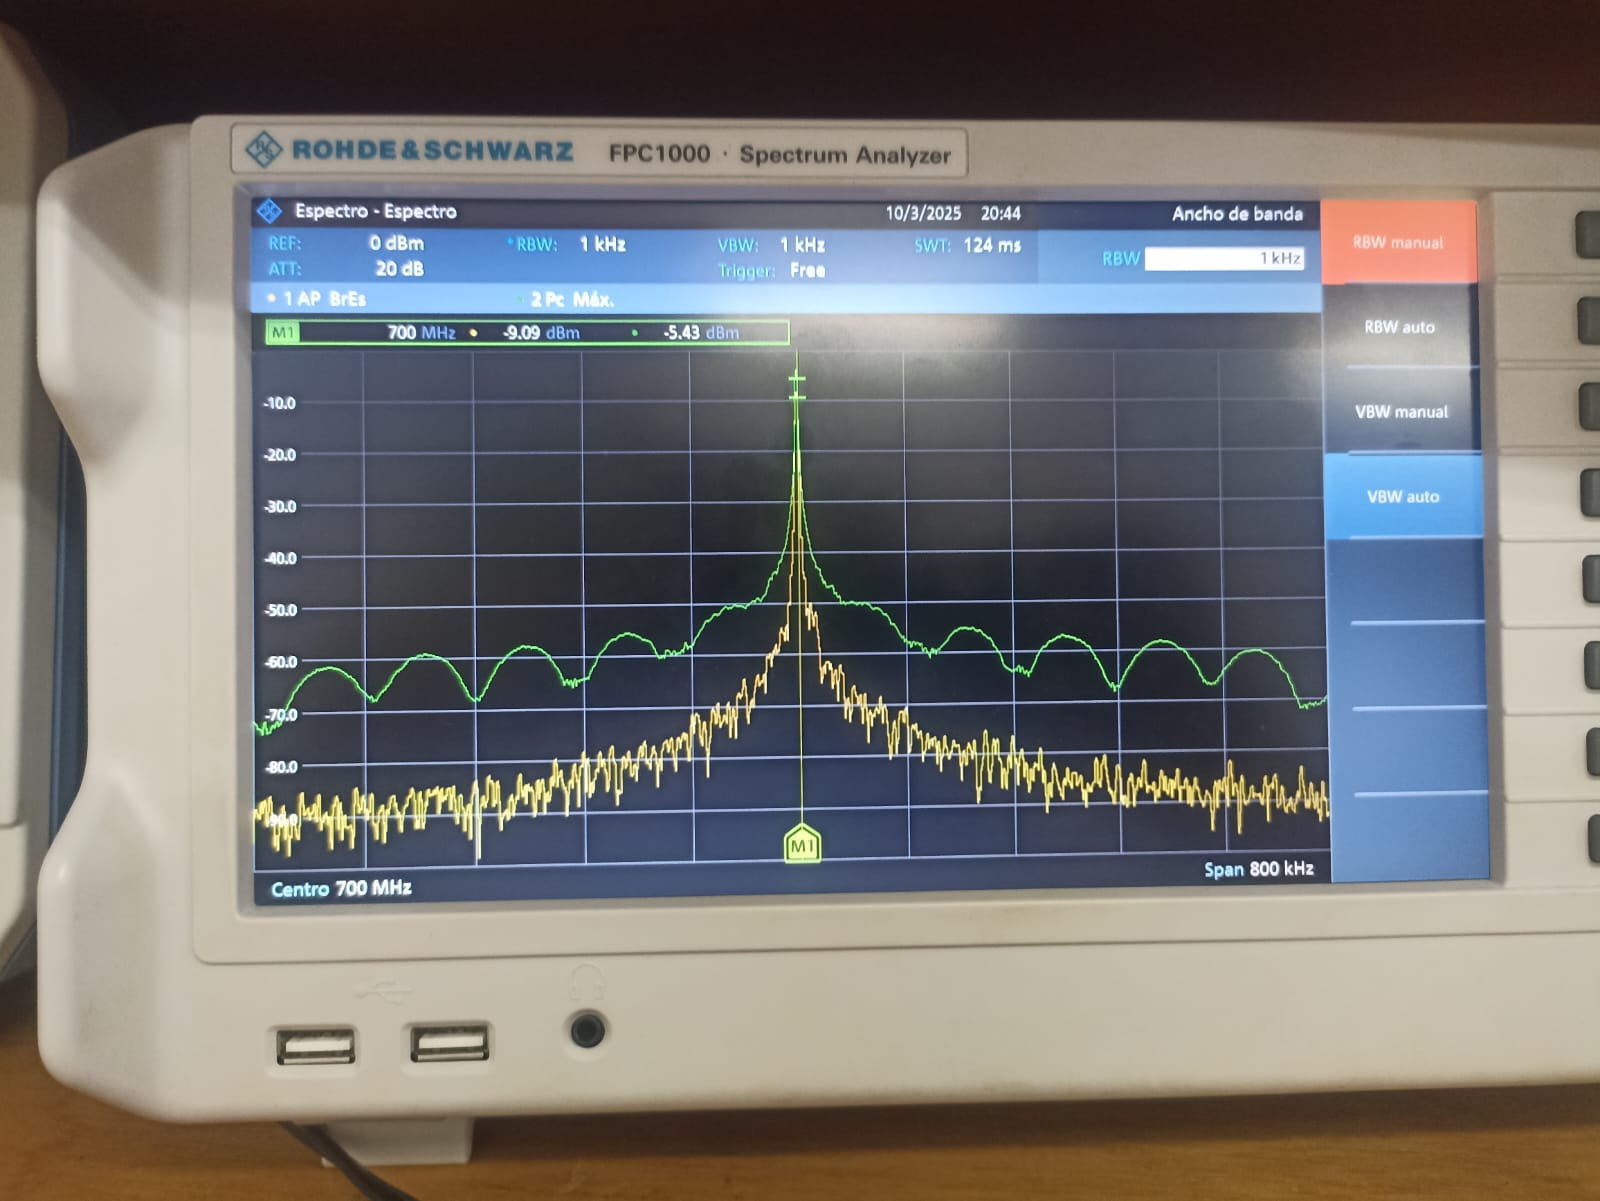 ROHDE&SCHWARZ FPC1000 · Spectrum Analyzer
Espectro - Espectro 10/3/2025 20:44 Ancho de banda
REF: 0 dBm *RBW: 1 kHz VBW: 1 kHz SWT: 124 ms RBW 1 kHz
ATT: 20 dB Trigger: Free
1 AP BrEs 2 Pc Máx.
M1 700 MHz -9.09 dBm -5.43 dBm
RBW manual
RBW auto
VBW manual
VBW auto
-10.0
-20.0
-30.0
-40.0
-50.0
-60.0
-70.0
-80.0
-90.0
M1
Centro 700 MHz Span 800 kHz